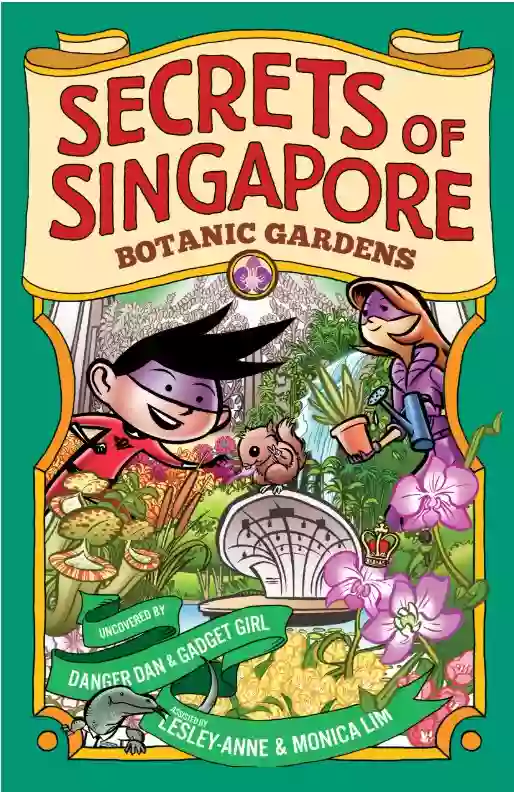 SECRETS OF
SINGAPORE
BOTANIC GARDENS
UNCOVERED BY
DANGER DAN & GADGET GIRL
ASSISTED BY
LESLEY-ANNE & MONICA LIM